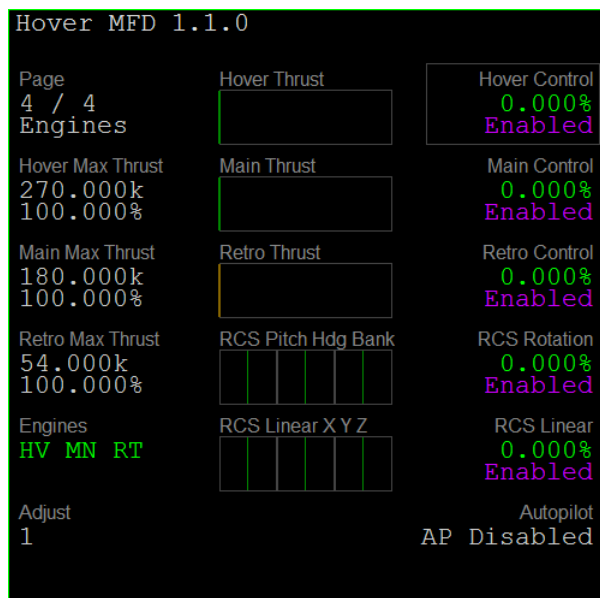 Hover MFD 1.1.0
Page
4 / 4
Engines
Hover Thrust
Hover Control
0.000%
Enabled
Hover Max Thrust
270.000k
100.000%
Main Thrust
Main Control
0.000%
Enabled
Main Max Thrust
180.000k
100.000%
Retro Thrust
Retro Control
0.000%
Enabled
Retro Max Thrust
54.000k
100.000%
RCS Pitch Hdg Bank
RCS Rotation
0.000%
Enabled
Engines
HV MN RT
RCS Linear X Y Z
RCS Linear
0.000%
Enabled
Adjust
1
Autopilot
AP Disabled